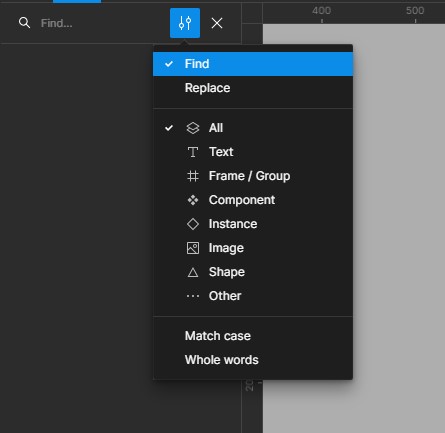 Find...
400 500
Find
Replace
All
Text
Frame / Group
Component
Instance
Image
Shape
Other
Match case
Whole words